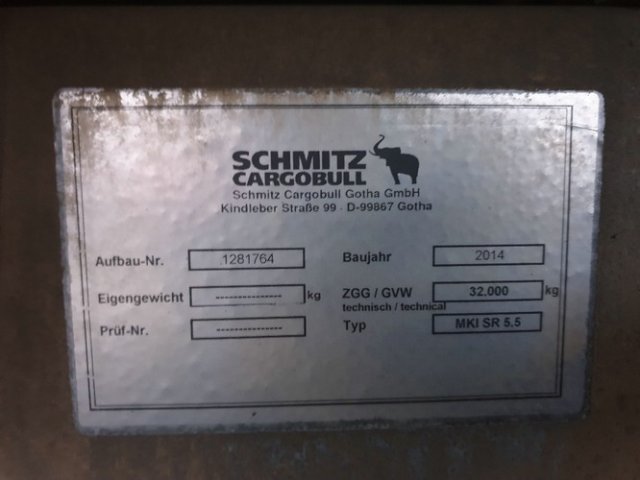 SCHMITZ
CARGOBULL
Schmitz Cargobull Gotha GmbH
Kindleber Straße 99 - D-99867 Gotha
Aufbau-Nr. .1281764 Baujahr 2014
Eigengewicht --------------- kg ZGG / GVW 32.000 kg
technisch / technical
Prüf-Nr. --------------- Typ MKI SR 5.5